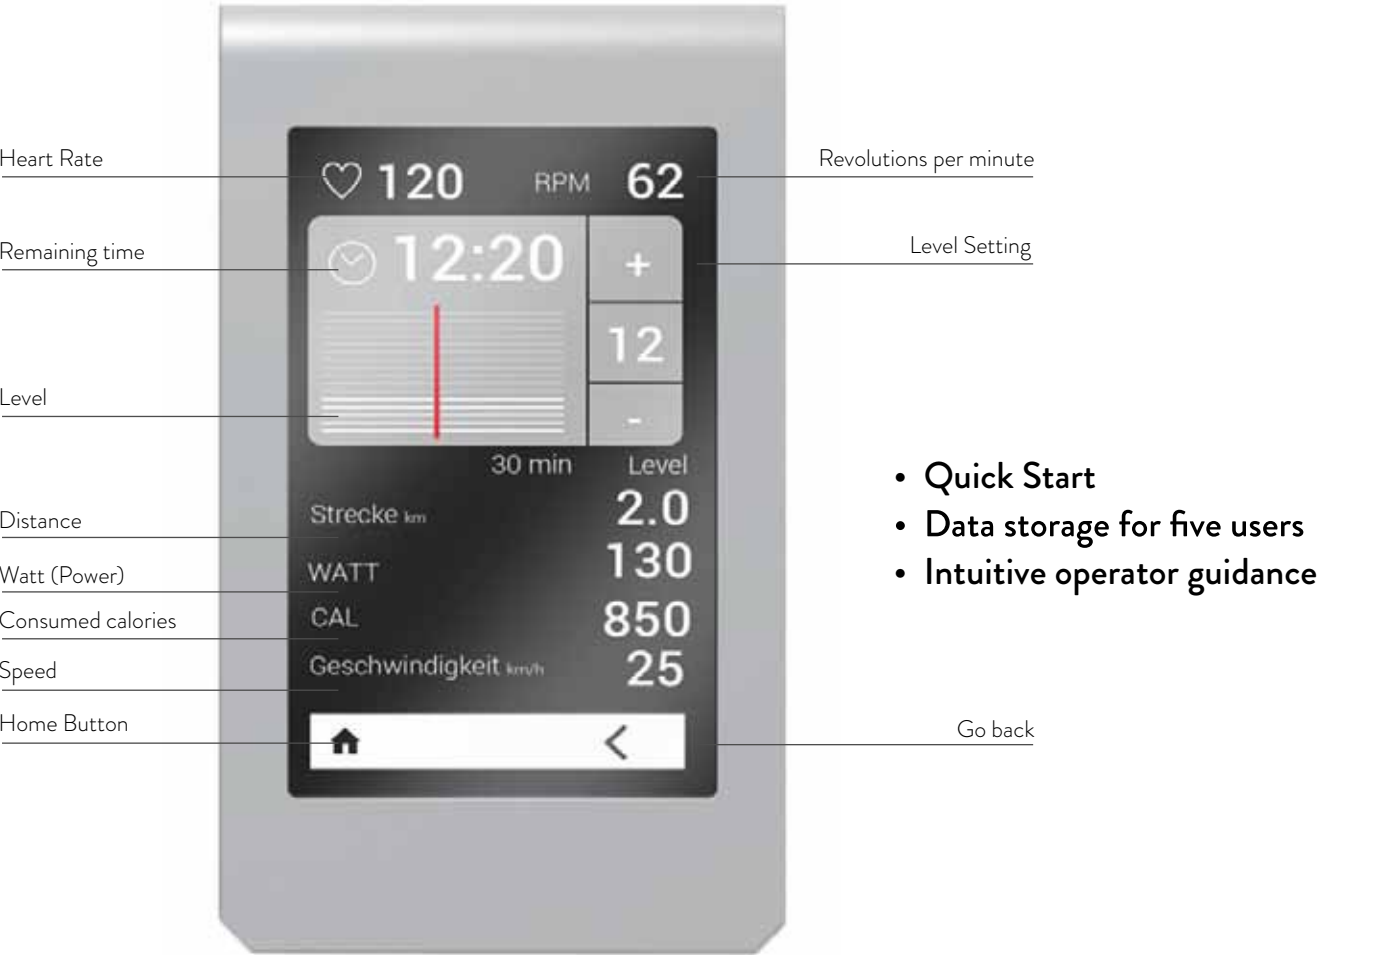 Heart Rate
Remaining time
Level
Distance
Watt (Power)
Consumed calories
Speed
Home Button
120 RPM 62
12:20 +
12
-
30 min Level
Strecke km 2.0
WATT 130
CAL 850
Geschwindigkeit km/h 25
Revolutions per minute
Level Setting
Go back
• Quick Start
• Data storage for five users
• Intuitive operator guidance